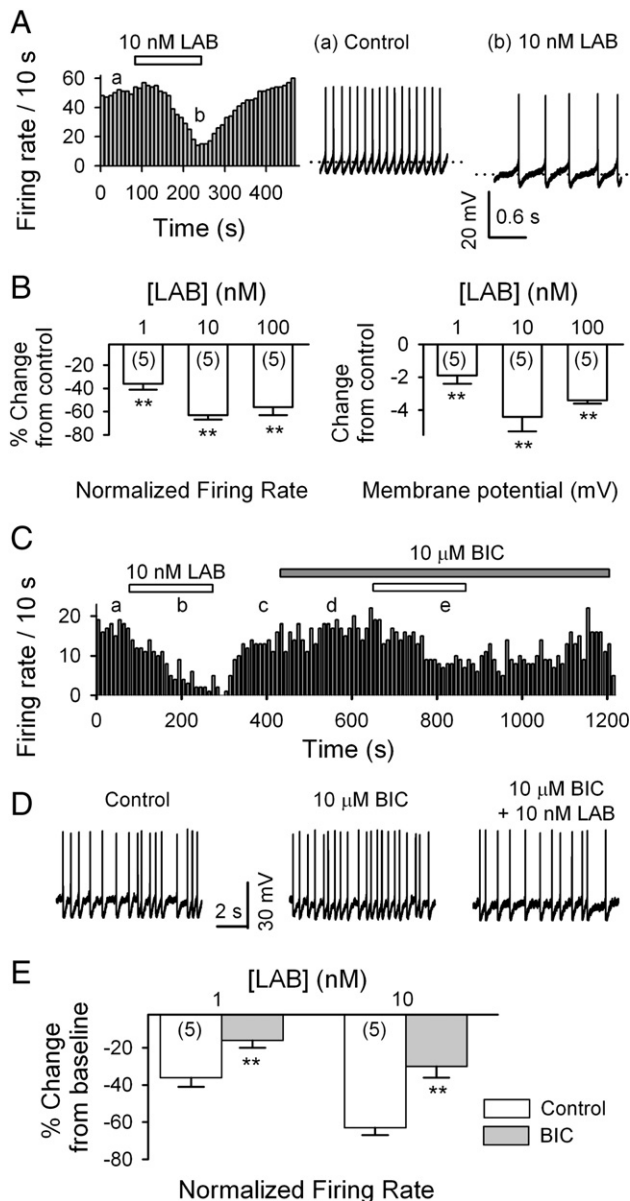 A
10 nM LAB
(a) Control
(b) 10 nM LAB
Firing rate / 10 s
60
40
20
0
a
b
0 100 200 300 400
Time (s)
20 mV
0.6 s
B
[LAB] (nM)
1 10 100
% Change
from control
-20
-40
-60
-80
(5) (5) (5)
** ** **
Normalized Firing Rate
[LAB] (nM)
1 10 100
Change
from control
0
-2
-4
(5) (5) (5)
** ** **
Membrane potential (mV)
C
10 μM BIC
10 nM LAB
Firing rate / 10 s
20
10
0
a b c d e
0 200 400 600 800 1000 1200
Time (s)
D
Control
10 μM BIC
10 μM BIC
+ 10 nM LAB
2 s
30 mV
E
[LAB] (nM)
1 10
% Change
from baseline
-20
-40
-60
-80
(5) (5)
** **
Control
BIC
Normalized Firing Rate